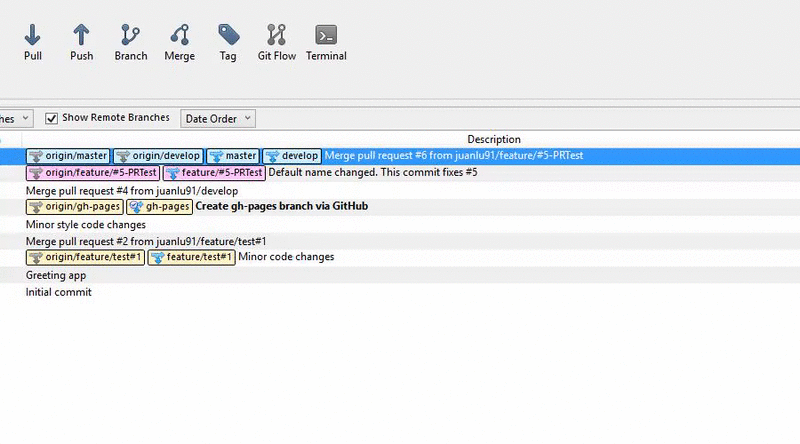 Pull Push Branch Merge Tag Git Flow Terminal
hes Show Remote Branches Date Order
Description
origin/master origin/develop master develop Merge pull request #6 from juanlu91/feature/#5-PRTest
origin/feature/#5-PRTest feature/#5-PRTest Default name changed. This commit fixes #5
Merge pull request #4 from juanlu91/develop
origin/gh-pages gh-pages Create gh-pages branch via GitHub
Minor style code changes
Merge pull request #2 from juanlu91/feature/test#1
origin/feature/test#1 feature/test#1 Minor code changes
Greeting app
Initial commit